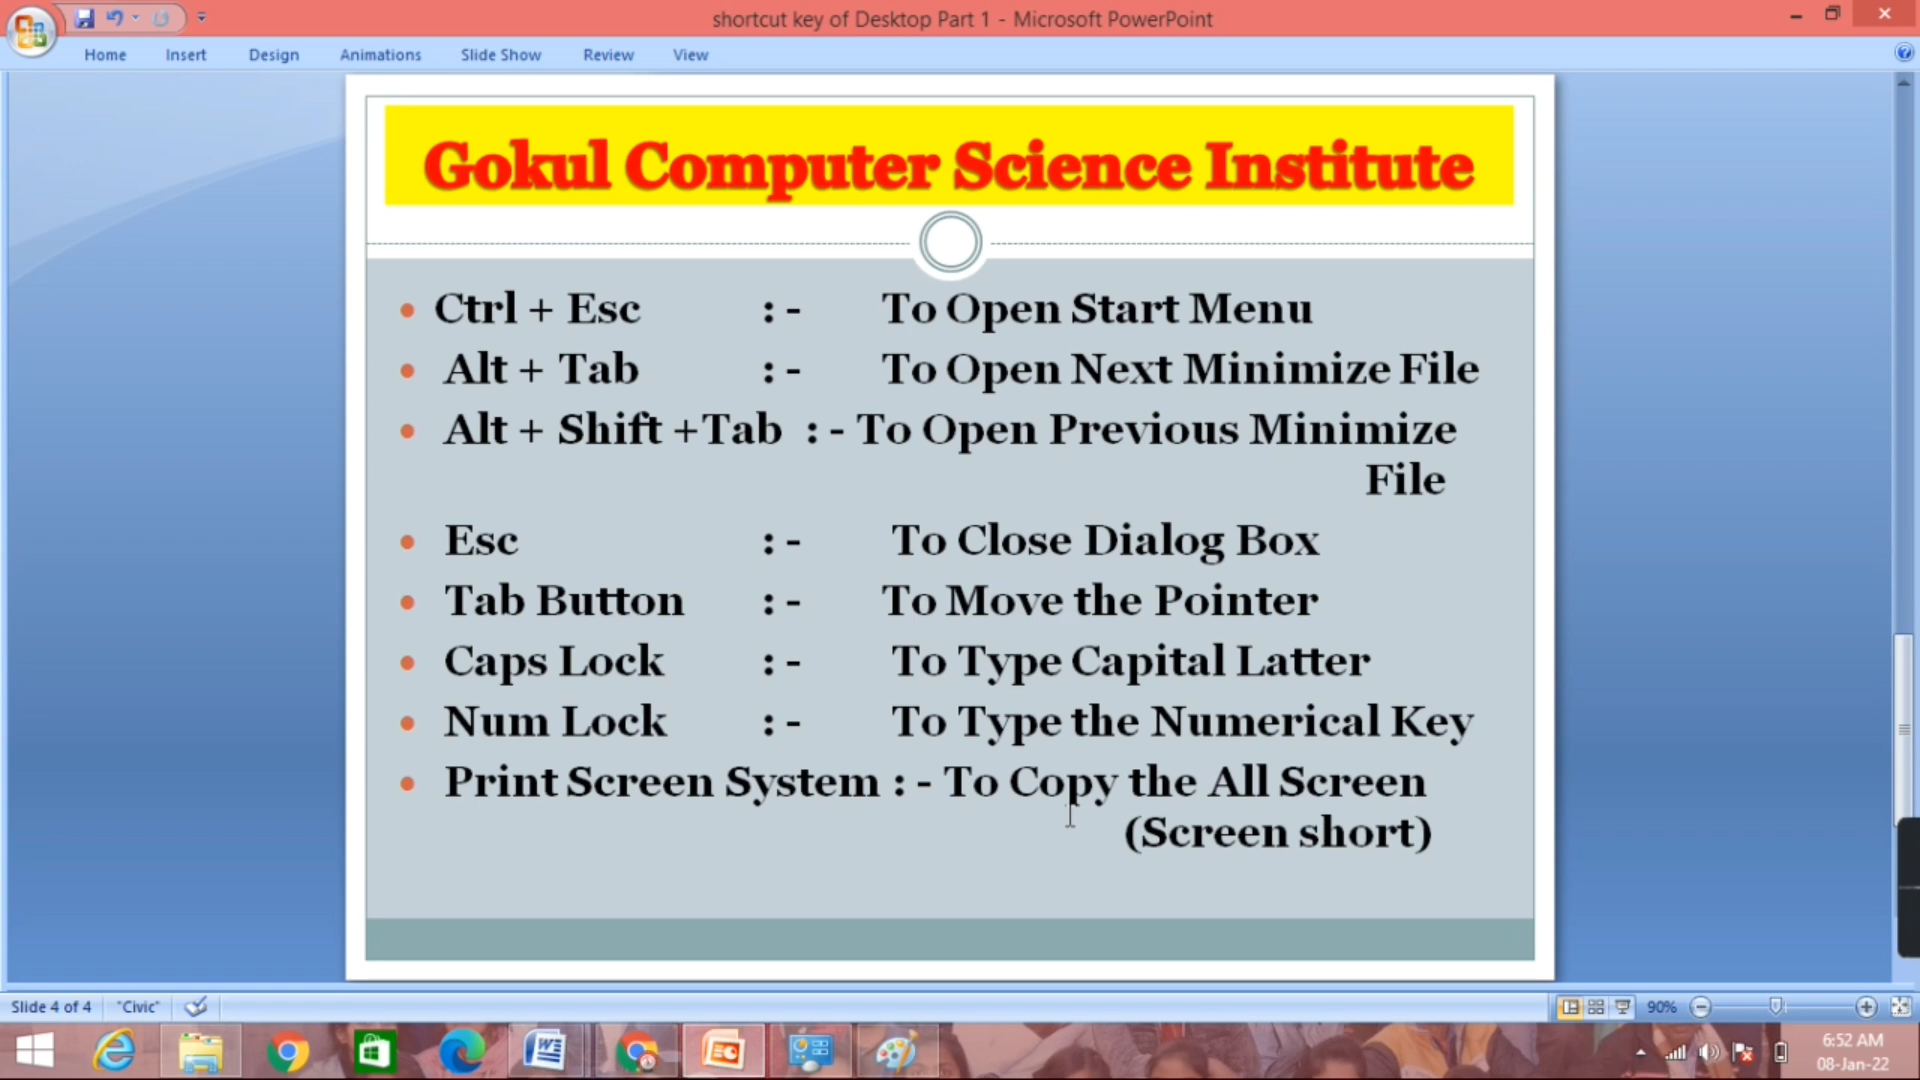 shortcut key of Desktop Part 1 - Microsoft PowerPoint
Home Insert Design Animations Slide Show Review View
Gokul Computer Science Institute
Ctrl + Esc : - To Open Start Menu
Alt + Tab : - To Open Next Minimize File
Alt + Shift +Tab : - To Open Previous Minimize
File
Esc : - To Close Dialog Box
Tab Button : - To Move the Pointer
Caps Lock : - To Type Capital Latter
Num Lock : - To Type the Numerical Key
Print Screen System : - To Copy the All Screen
(Screen short)
Slide 4 of 4 "Civic" 90%
6:52 AM
08-Jan-22